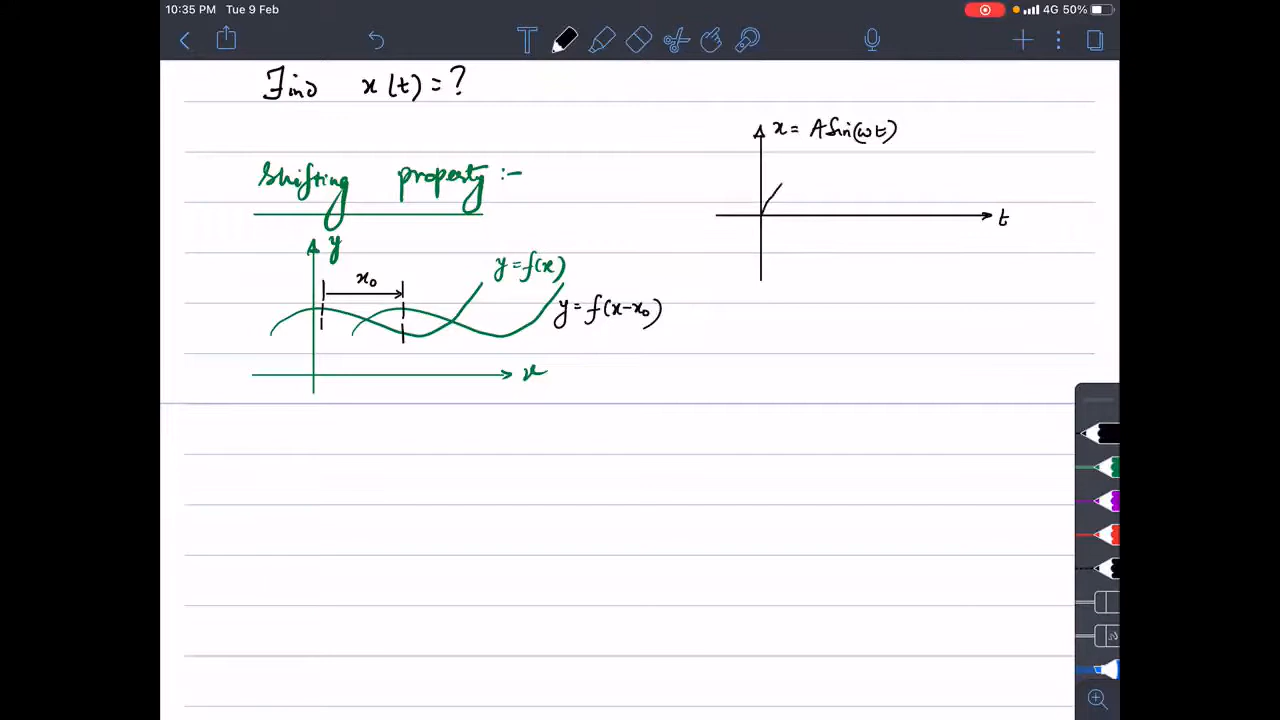 10:35 PM Tue 9 Feb
4G 50%
Find x(t) = ?
x = A sin(ωt)
Shifting property :-
y
x₀
y = f(x)
y = f(x-x₀)
t
x